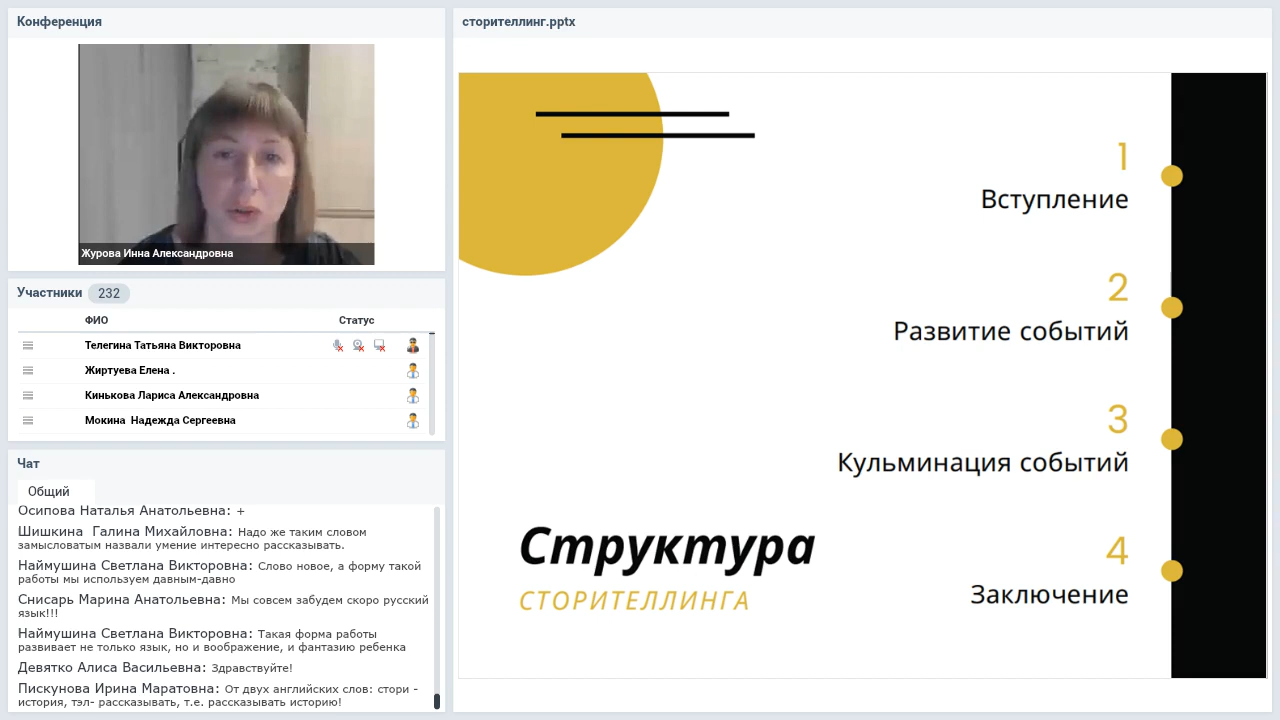 Конференция
Журова Инна Александровна
Участники 232
ФИО Статус
Телегина Татьяна Викторовна
Жиртуева Елена .
Кинькова Лариса Александровна
Мокина  Надежда Сергеевна
Чат
Общий
Осипова Наталья Анатольевна: +
Шишкина  Галина Михайловна: Надо же таким словом
замысловатым назвали умение интересно рассказывать.
Наймушина Светлана Викторовна: Слово новое, а форму такой
работы мы используем давным-давно
Снисарь Марина Анатольевна: Мы совсем забудем скоро русский
язык!!!
Наймушина Светлана Викторовна: Такая форма работы
развивает не только язык, но и воображение, и фантазию ребенка
Девятко Алиса Васильевна: Здравствуйте!
Пискунова Ирина Маратовна: От двух английских слов: стори -
история, тэл- рассказывать, т.е. рассказывать историю!
сторителлинг.pptx
1
Вступление
2
Развитие событий
3
Кульминация событий
4
Заключение
Структура
СТОРИТЕЛЛИНГА